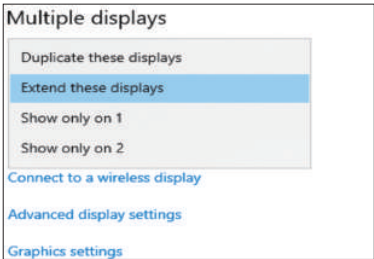 Multiple displays
Duplicate these displays
Extend these displays
Show only on 1
Show only on 2
Connect to a wireless display
Advanced display settings
Graphics settings